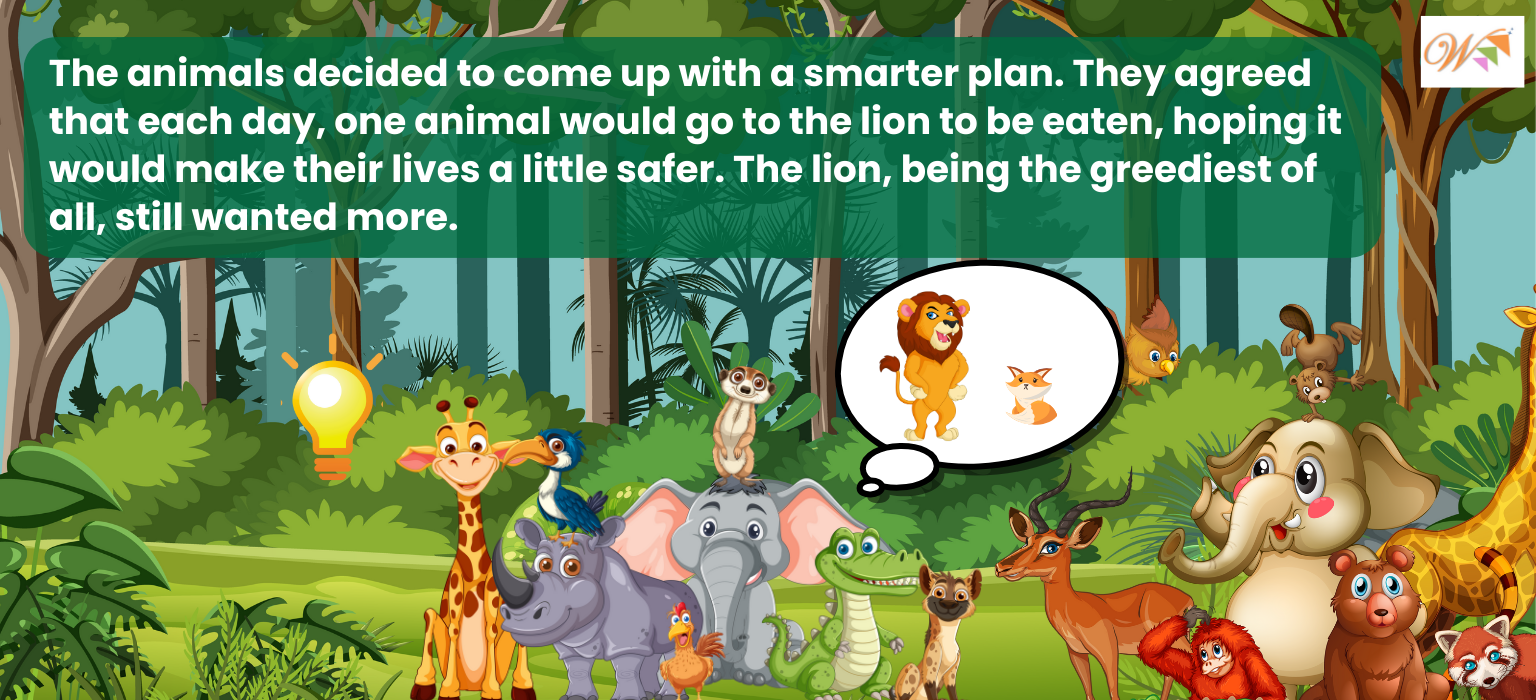 The animals decided to come up with a smarter plan. They agreed
that each day, one animal would go to the lion to be eaten, hoping it
would make their lives a little safer. The lion, being the greediest of
all, still wanted more.
W